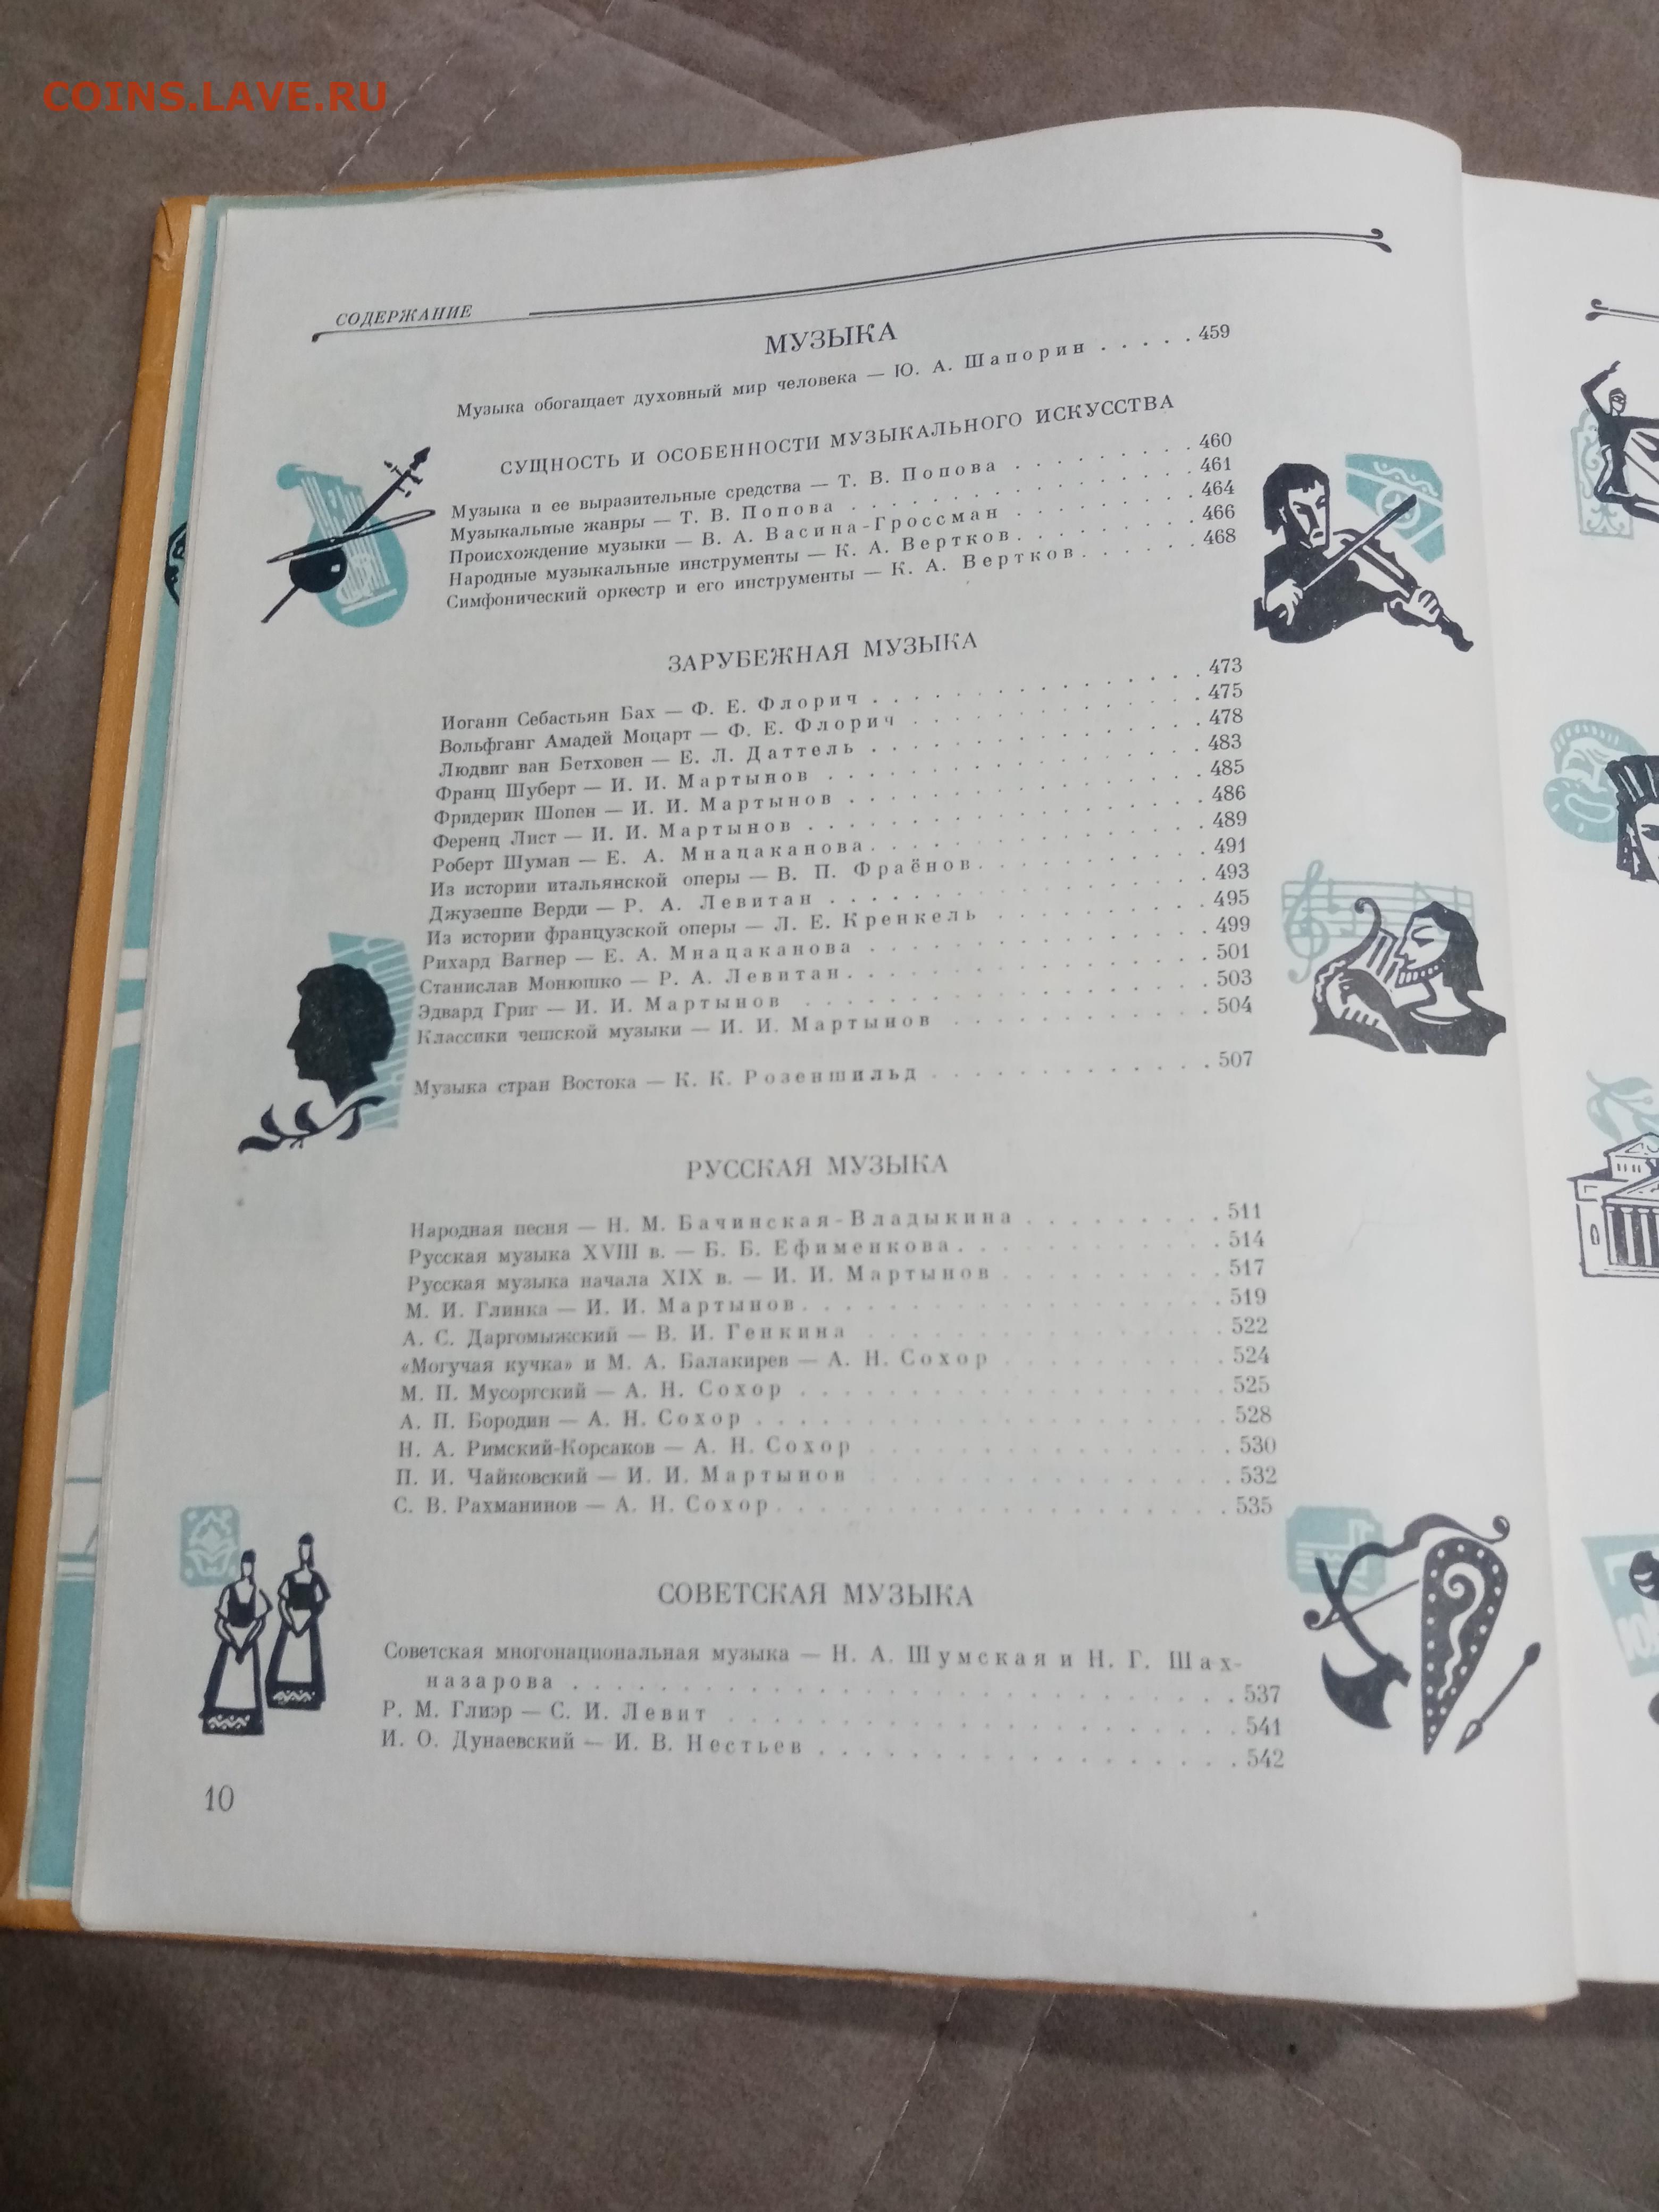 COINS.LAVE.RU
СОДЕРЖАНИЕ
МУЗЫКА
Музыка обогащает духовный мир человека — Ю. А. Шапорин . . . . . 459
СУЩНОСТЬ И ОСОБЕННОСТИ МУЗЫКАЛЬНОГО ИСКУССТВА
Музыка и ее выразительные средства — Т. В. Попова . . . . . . . . 460
Музыкальные жанры — Т. В. Попова . . . . . . . . . . . . . 461
Происхождение музыки — В. А. Васина-Гроссман . . . . . . . . 464
Народные музыкальные инструменты — К. А. Вертков . . . . . . . 466
Симфонический оркестр и его инструменты — К. А. Вертков . . . . . 468
ЗАРУБЕЖНАЯ МУЗЫКА
Иоганн Себастьян Бах — Ф. Е. Флорич . . . . . . . . . . . . . 473
Вольфганг Амадей Моцарт — Ф. Е. Флорич . . . . . . . . . . . 475
Людвиг ван Бетховен — Е. Л. Даттель . . . . . . . . . . . . . 478
Франц Шуберт — И. И. Мартынов . . . . . . . . . . . . . . 483
Фридерик Шопен — И. И. Мартынов . . . . . . . . . . . . . 485
Ференц Лист — И. И. Мартынов . . . . . . . . . . . . . . . 486
Роберт Шуман — Е. А. Мнацаканова . . . . . . . . . . . . . 489
Из истории итальянской оперы — В. П. Фраёнов . . . . . . . . . 491
Джузеппе Верди — Р. А. Левитан . . . . . . . . . . . . . . 493
Из истории французской оперы — Л. Е. Кренкель . . . . . . . . 495
Рихард Вагнер — Е. А. Мнацаканова . . . . . . . . . . . . . 499
Станислав Монюшко — Р. А. Левитан . . . . . . . . . . . . . 501
Эдвард Григ — И. И. Мартынов . . . . . . . . . . . . . . . 503
Классики чешской музыки — И. И. Мартынов . . . . . . . . . . 504
Музыка стран Востока — К. К. Розеншильд . . . . . . . . . . . 507
РУССКАЯ МУЗЫКА
Народная песня — Н. М. Бачинская-Владыкина . . . . . . . . 511
Русская музыка XVIII в. — Б. Б. Ефименкова . . . . . . . . . . 514
Русская музыка начала XIX в. — И. И. Мартынов . . . . . . . . 517
М. И. Глинка — И. И. Мартынов . . . . . . . . . . . . . . . 519
А. С. Даргомыжский — В. И. Генкина . . . . . . . . . . . . . 522
«Могучая кучка» и М. А. Балакирев — А. Н. Сохор . . . . . . . . 524
М. П. Мусоргский — А. Н. Сохор . . . . . . . . . . . . . . . 525
А. П. Бородин — А. Н. Сохор . . . . . . . . . . . . . . . . 528
Н. А. Римский-Корсаков — А. Н. Сохор . . . . . . . . . . . . 530
П. И. Чайковский — И. И. Мартынов . . . . . . . . . . . . . 532
С. В. Рахманинов — А. Н. Сохор . . . . . . . . . . . . . . . 535
СОВЕТСКАЯ МУЗЫКА
Советская многонациональная музыка — Н. А. Шумская и Н. Г. Шах-
назарова . . . . . . . . . . . . . . . . . . . . . . . 537
Р. М. Глиэр — С. И. Левит . . . . . . . . . . . . . . . . . 541
И. О. Дунаевский — И. В. Нестьев . . . . . . . . . . . . . . 542
10